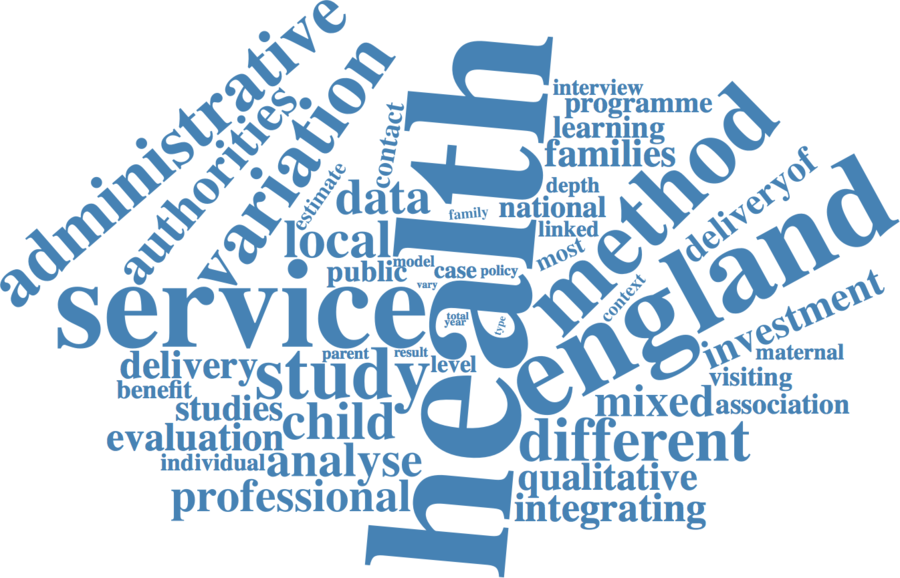 administrative
authorities
variation
contact
estimate
health
interview
programme
learning
families
method
data
family
depth
national
linked
deliveryof
local
most
england
public
model
case
policy
vary
context
service
total
year
type
investment
maternal
delivery
parent
result
level
visiting
benefit
study
studies
child
mixed
association
evaluation
different
individual
analyse
qualitative
professional
integrating